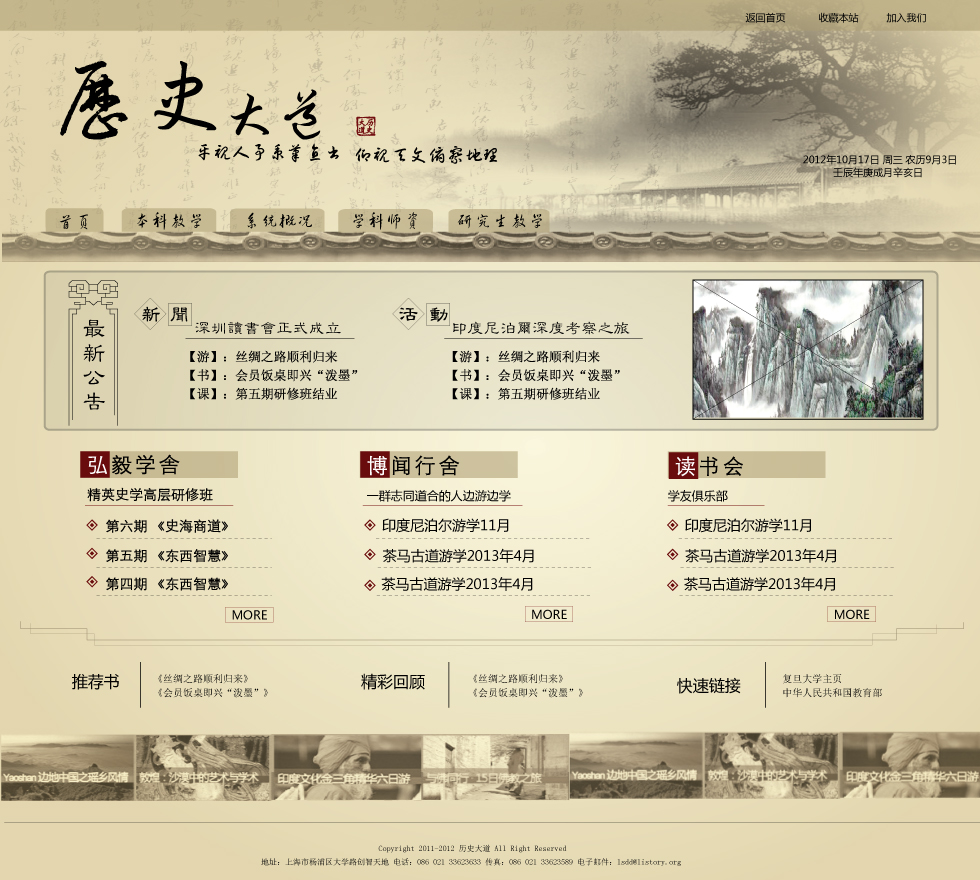 返回首页 收藏本站 加入我们
歷史大道
历史大道
仰视天文俯察地理
2012年10月17日 周三 农历9月3日
壬辰年庚戌月辛亥日
首頁 本科教学 系统概况 学科师資 研究生教学
最新公告
新聞
深圳讀書會正式成立
【游】：丝绸之路顺利归来
【书】：会员饭桌即兴“泼墨”
【课】：第五期研修班结业
活動
印度尼泊爾深度考察之旅
【游】：丝绸之路顺利归来
【书】：会员饭桌即兴“泼墨”
【课】：第五期研修班结业
弘毅学舍
精英史学高层研修班
第六期 《史海商道》
第五期 《东西智慧》
第四期 《东西智慧》
MORE
博闻行舍
一群志同道合的人边游边学
印度尼泊尔游学11月
茶马古道游学2013年4月
茶马古道游学2013年4月
MORE
读书会
学友俱乐部
印度尼泊尔游学11月
茶马古道游学2013年4月
茶马古道游学2013年4月
MORE
推荐书
《丝绸之路顺利归来》
《会员饭桌即兴“泼墨”》
精彩回顾
《丝绸之路顺利归来》
《会员饭桌即兴“泼墨”》
快速链接
复旦大学主页
中华人民共和国教育部
Yaoshan 边地中国之瑶乡风情
敦煌：沙漠中的艺术与学术
印度文化金三角精华六日游
与佛同行 15日佛教之旅
Yaoshan 边地中国之瑶乡风情
敦煌：沙漠中的艺术与学术
印度文化金三角精华六日游
Copyright 2011-2012 历史大道 All Right Reserved
地址：上海市杨浦区大学路创智天地 电话：086 021 33623633 传真：086 021 33623589 电子邮件：lsdd@listory.org